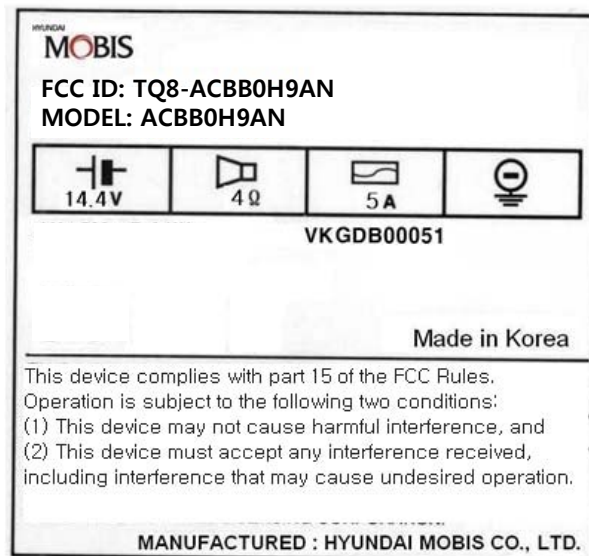 HYUNDAI
MOBIS
FCC ID: TQ8-ACBB0H9AN
MODEL: ACBB0H9AN
14.4V 4Ω 5A
VKGDB00051
Made in Korea
This device complies with part 15 of the FCC Rules.
Operation is subject to the following two conditions:
(1) This device may not cause harmful interference, and
(2) This device must accept any interference received,
including interference that may cause undesired operation.
MANUFACTURED : HYUNDAI MOBIS CO., LTD.